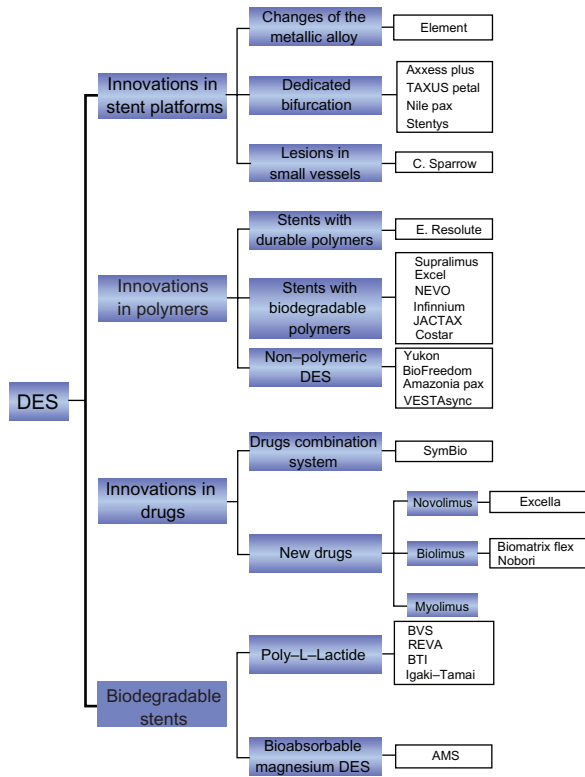 DES
Innovations in
stent platforms
Changes of the
metallic alloy
Element
Dedicated
bifurcation
Axxess plus
TAXUS petal
Nile pax
Stentys
Lesions in
small vessels
C. Sparrow
Innovations
in polymers
Stents with
durable polymers
E. Resolute
Stents with
biodegradable
polymers
Supralimus
Excel
NEVO
Infinnium
JACTAX
Costar
Non–polymeric
DES
Yukon
BioFreedom
Amazonia pax
VESTAsync
Innovations in
drugs
Drugs combination
system
SymBio
New drugs
Novolimus
Excella
Biolimus
Biomatrix flex
Nobori
Myolimus
Biodegradable
stents
Poly–L–Lactide
BVS
REVA
BTI
Igaki–Tamai
Bioabsorbable
magnesium DES
AMS